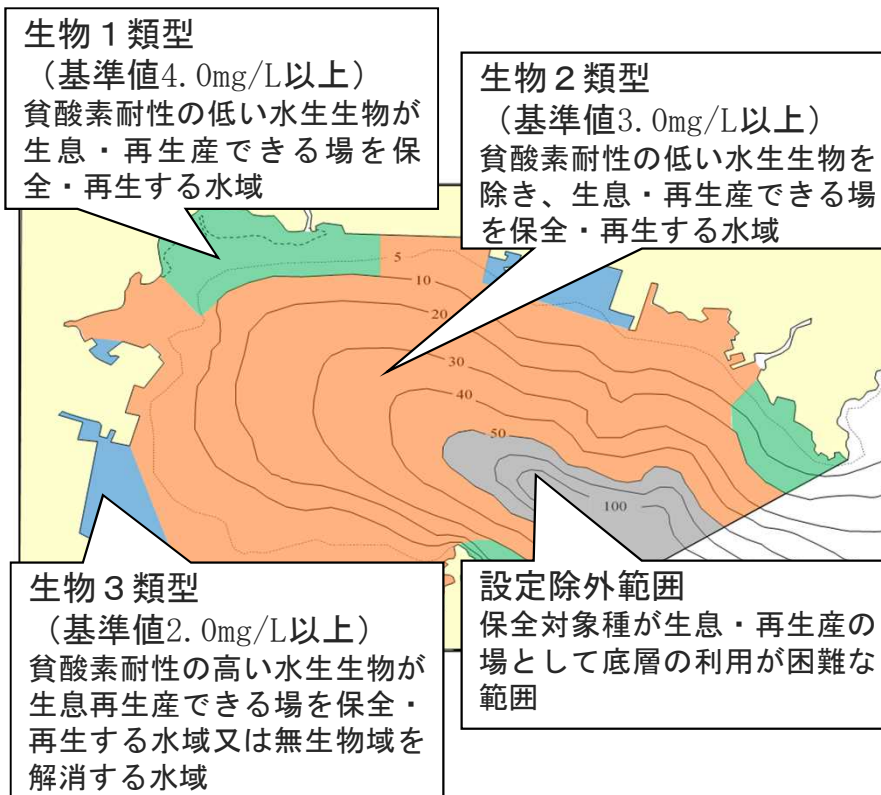 生物１類型
（基準値4.0mg/L以上）
貧酸素耐性の低い水生生物が
生息・再生産できる場を保
全・再生する水域
生物２類型
（基準値3.0mg/L以上）
貧酸素耐性の低い水生生物を
除き、生息・再生産できる場
を保全・再生する水域
5
10
20
30
40
50
100
生物３類型
（基準値2.0mg/L以上）
貧酸素耐性の高い水生生物が
生息再生産できる場を保全・
再生する水域又は無生物域を
解消する水域
設定除外範囲
保全対象種が生息・再生産の
場として底層の利用が困難な
範囲